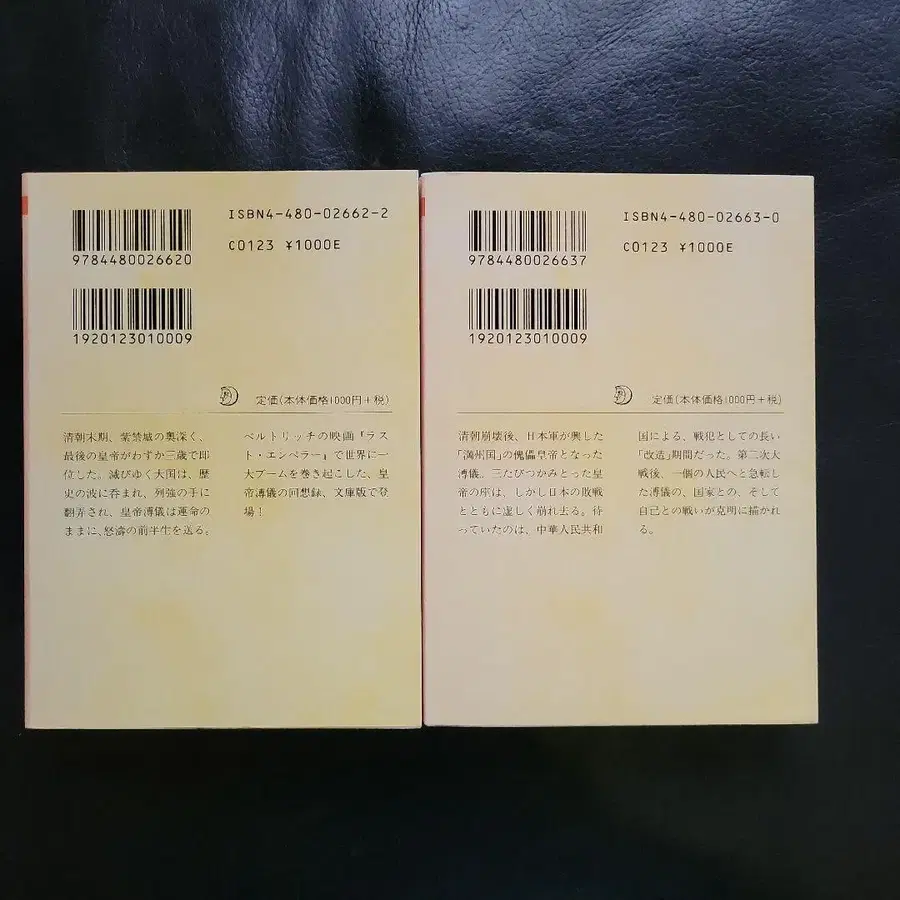 ISBN4-480-02662-2
C0123 ¥1000E
9784480026620
1920123010009
定価(本体価格1000円+税)
清朝末期、紫禁城の奥深く、
最後の皇帝がわずか三歳で即
位した。滅びゆく大国は、歴
史の波に呑まれ、列強の手に
翻弄され、皇帝溥儀は運命の
ままに、怒濤の前半生を送る。
ベルトリッチの映画『ラス
ト・エンペラー』で世界に一
大ブームを巻き起こした、皇
帝溥儀の回想録、文庫版で登
場!
ISBN4-480-02663-0
C0123 ¥1000E
9784480026637
1920123010009
定価(本体価格1000円+税)
清朝崩壊後、日本軍が興した
「満州国」の傀儡皇帝となった
溥儀。三たびつかみとった皇
帝の座は、しかし日本の敗戦
とともに虚しく崩れ去る。待
っていたのは、中華人民共和
国による、戦犯としての長い
「改造」期間だった。第二次大
戦後、一個の人民へと急転し
た溥儀の、国家との、そして
自己との戦いが克明に描かれ
る。